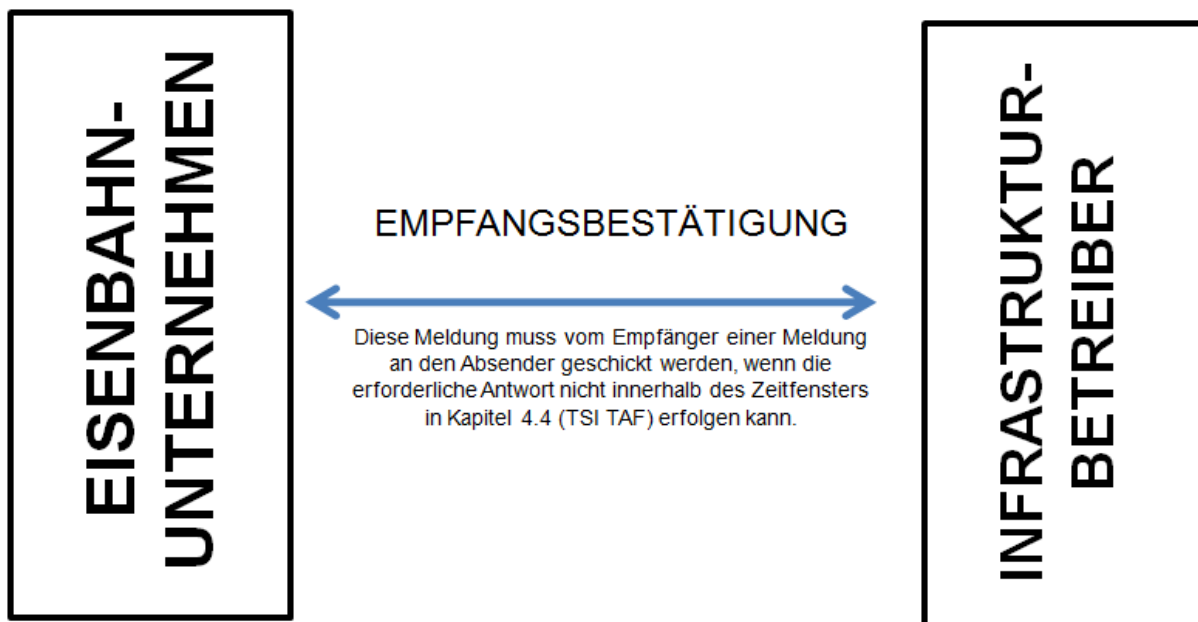 EISENBAHN-
UNTERNEHMEN
EMPFANGSBESTÄTIGUNG
Diese Meldung muss vom Empfänger einer Meldung
an den Absender geschickt werden, wenn die
erforderliche Antwort nicht innerhalb des Zeitfensters
in Kapitel 4.4 (TSI TAF) erfolgen kann.
INFRASTRUKTUR-
BETREIBER